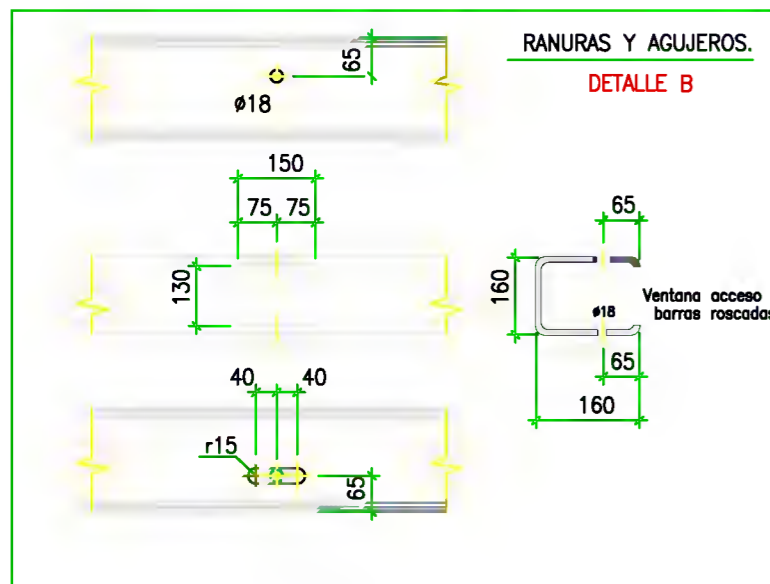 65
RANURAS Y AGUJEROS.
DETALLE B
ø18
150
75
75
65
130
160
Ventana acceso
barras roscadas
ø18
65
160
40
40
r15
65